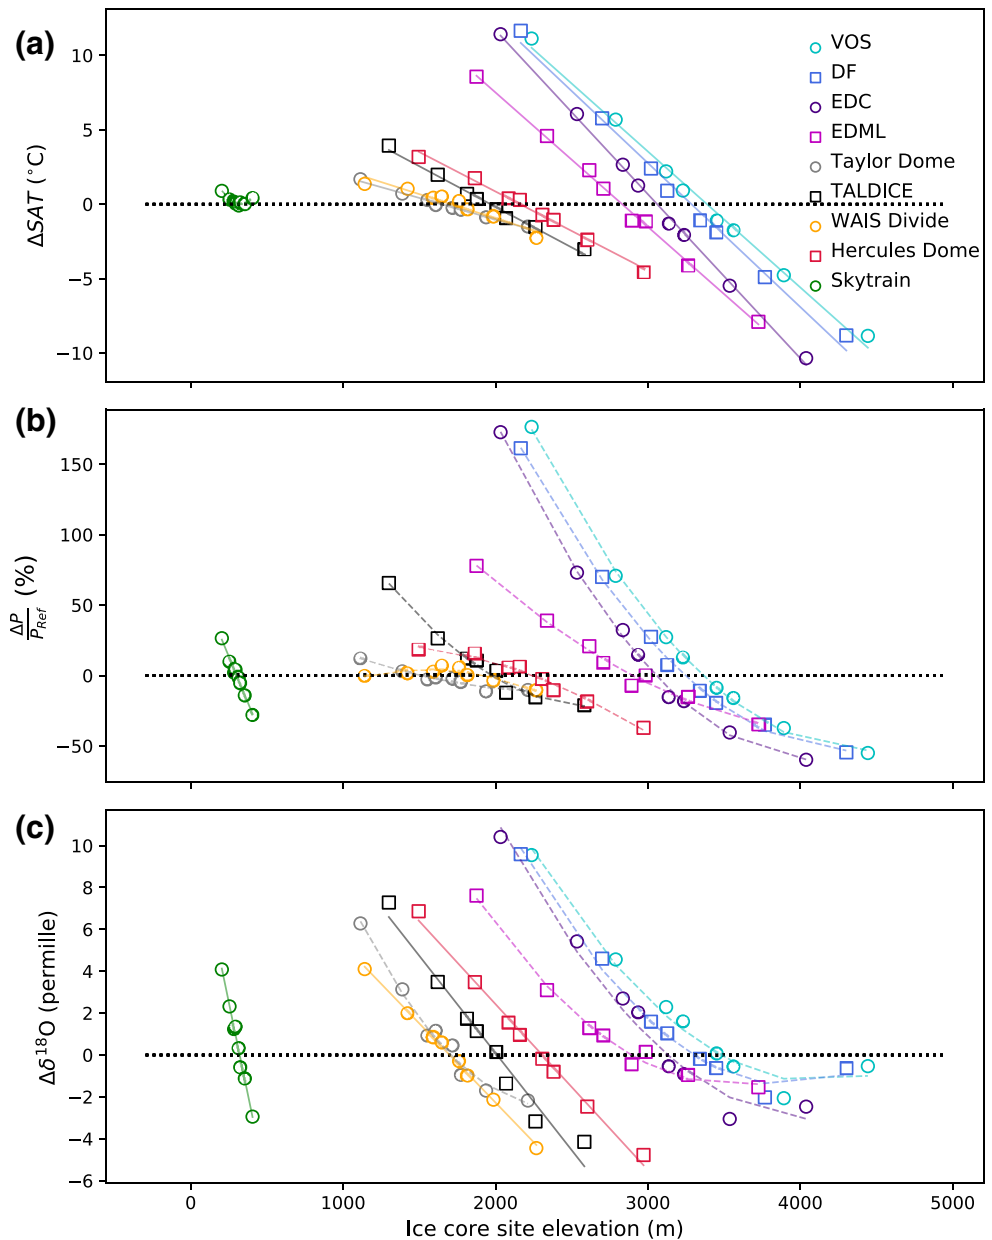 (a)
ΔSAT (°C)
10
5
0
−5
−10
VOS
DF
EDC
EDML
Taylor Dome
TALDICE
WAIS Divide
Hercules Dome
Skytrain
(b)
ΔP/P_Ref (%)
150
100
50
0
−50
(c)
Δδ¹⁸O (permille)
10
8
6
4
2
0
−2
−4
−6
0 1000 2000 3000 4000 5000
Ice core site elevation (m)